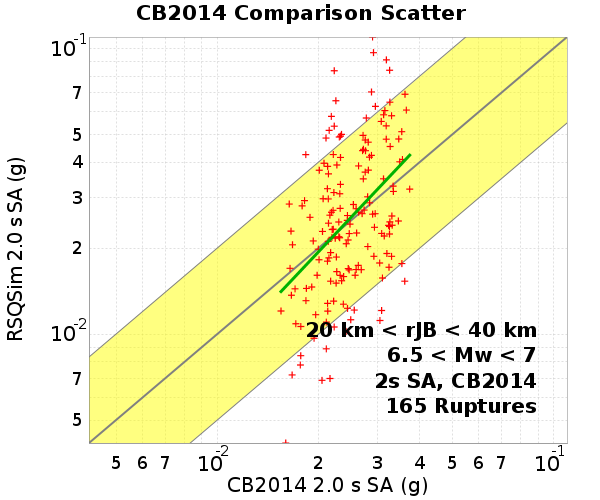 CB2014 Comparison Scatter
RSQSim 2.0 s SA (g)
10-1
7
5
4
3
2
10-2
7
5
20 km < rJB < 40 km
6.5 < Mw < 7
2s SA, CB2014
165 Ruptures
5 6 7 10-2 2 3 4 5 6 7 10-1
CB2014 2.0 s SA (g)